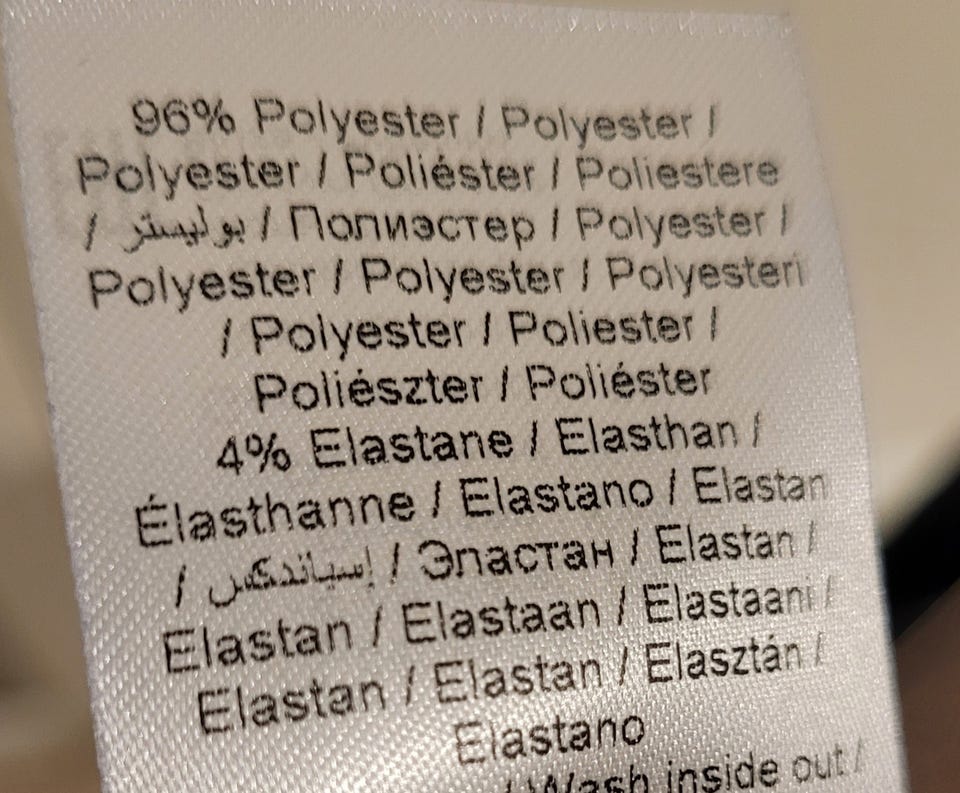 96% Polyester / Polyester /
Polyester / Poliéster / Poliestere
/ بوليستر / Полиэстер / Polyester /
Polyester / Polyester / Polyesteri
/ Polyester / Poliester /
Poliészter / Poliéster
4% Elastane / Elasthan /
Élasthanne / Elastano / Elastan
/ إسباندكس / Эластан / Elastan /
Elastan / Elastaan / Elastaani /
Elastan / Elastan / Elasztán /
Elastano
/ Wash inside out /